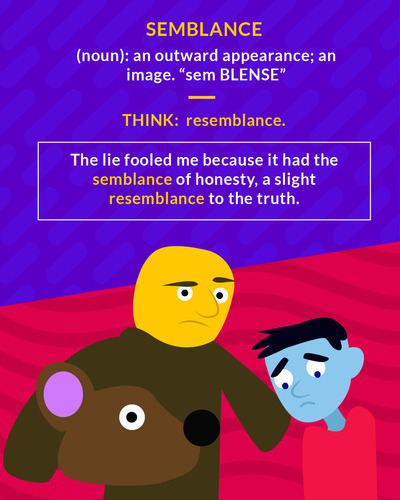 SEMBLANCE
(noun): an outward appearance; an
image. “sem BLENSE”
THINK: resemblance.
The lie fooled me because it had the
semblance of honesty, a slight
resemblance to the truth.